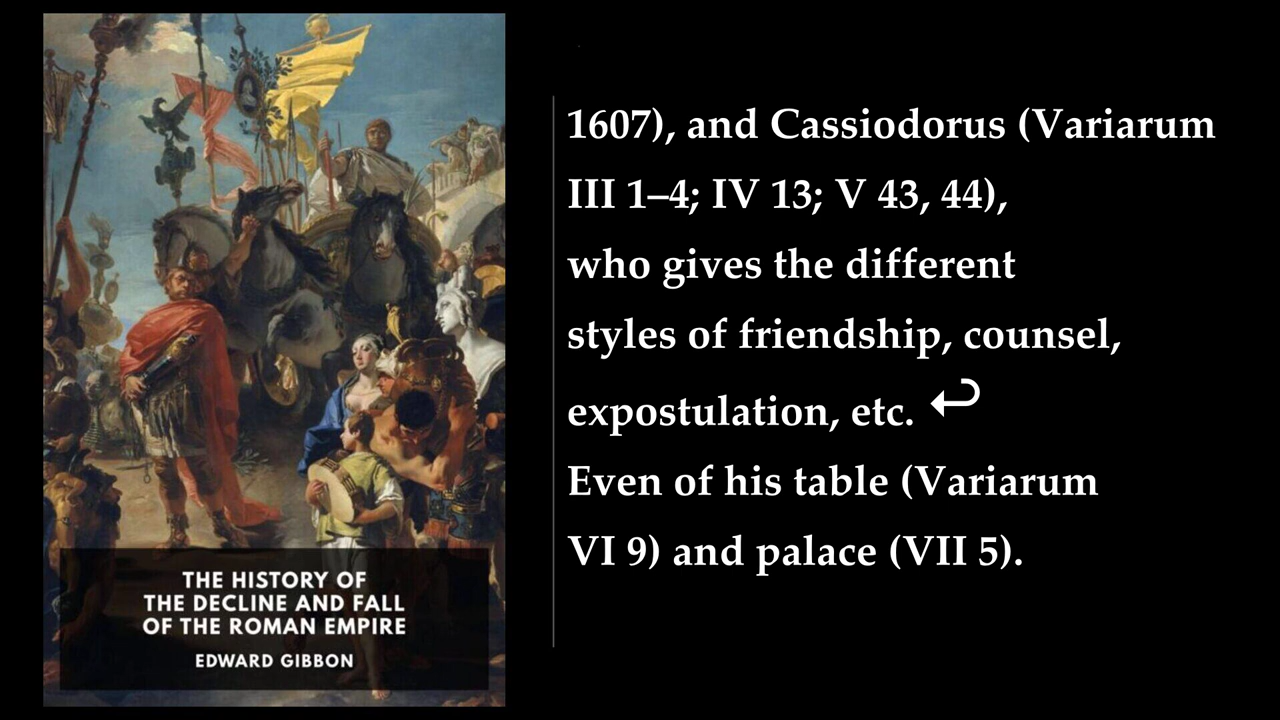 THE HISTORY OF
THE DECLINE AND FALL
OF THE ROMAN EMPIRE
EDWARD GIBBON
1607), and Cassiodorus (Variarum
III 1–4; IV 13; V 43, 44),
who gives the different
styles of friendship, counsel,
expostulation, etc. ↩
Even of his table (Variarum
VI 9) and palace (VII 5).